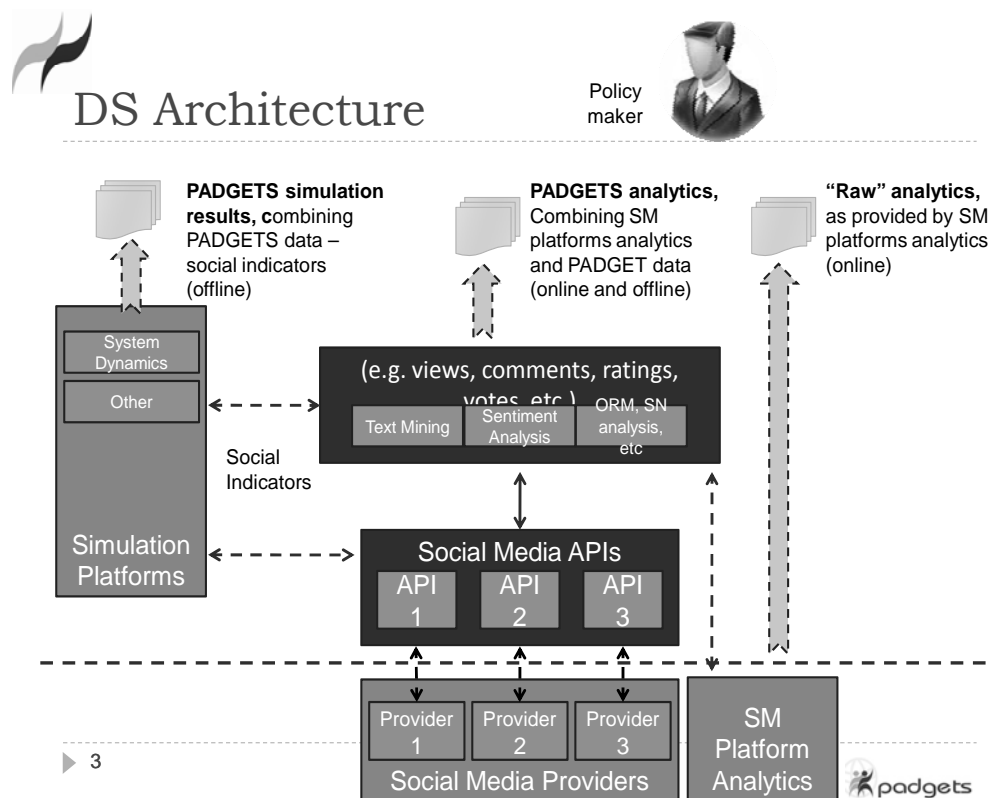 DS Architecture
Policy
maker
PADGETS simulation
results, combining
PADGETS data –
social indicators
(offline)
PADGETS analytics,
Combining SM
platforms analytics
and PADGET data
(online and offline)
“Raw” analytics,
as provided by SM
platforms analytics
(online)
System
Dynamics
Other
Simulation
Platforms
Social
Indicators
(e.g. views, comments, ratings,
votes, etc.)
Text Mining
Sentiment
Analysis
ORM, SN
analysis,
etc
Social Media APIs
API
1
API
2
API
3
Provider
1
Provider
2
Provider
3
Social Media Providers
SM
Platform
Analytics
3
padgets